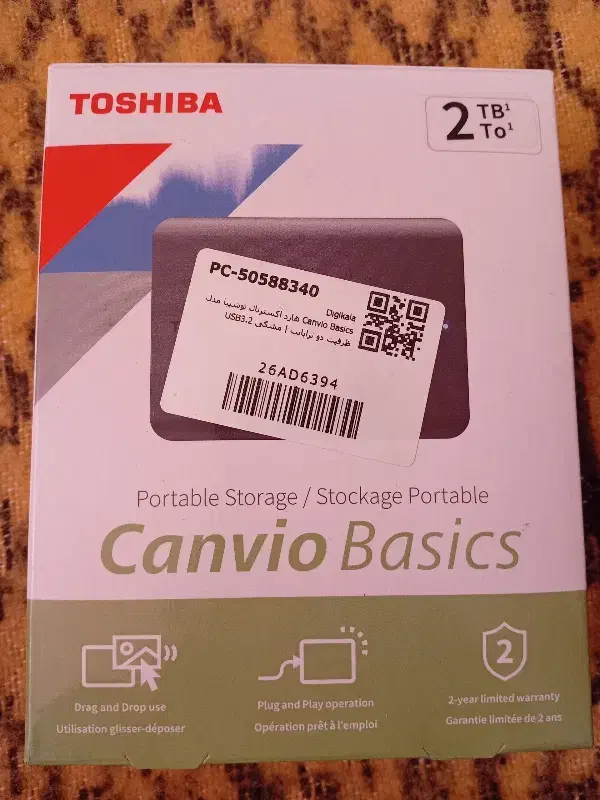 TOSHIBA
2 TB¹
To¹
PC-50588340
Digikala
هارد اکسترنال توشیبا مدل Canvio Basics
ظرفیت دو ترابایت | مشکی USB3.2
26AD6394
Portable Storage / Stockage Portable
Canvio Basics
Drag and Drop use
Utilisation glisser-déposer
Plug and Play operation
Opération prêt à l'emploi
2
2-year limited warranty
Garantie limitée de 2 ans